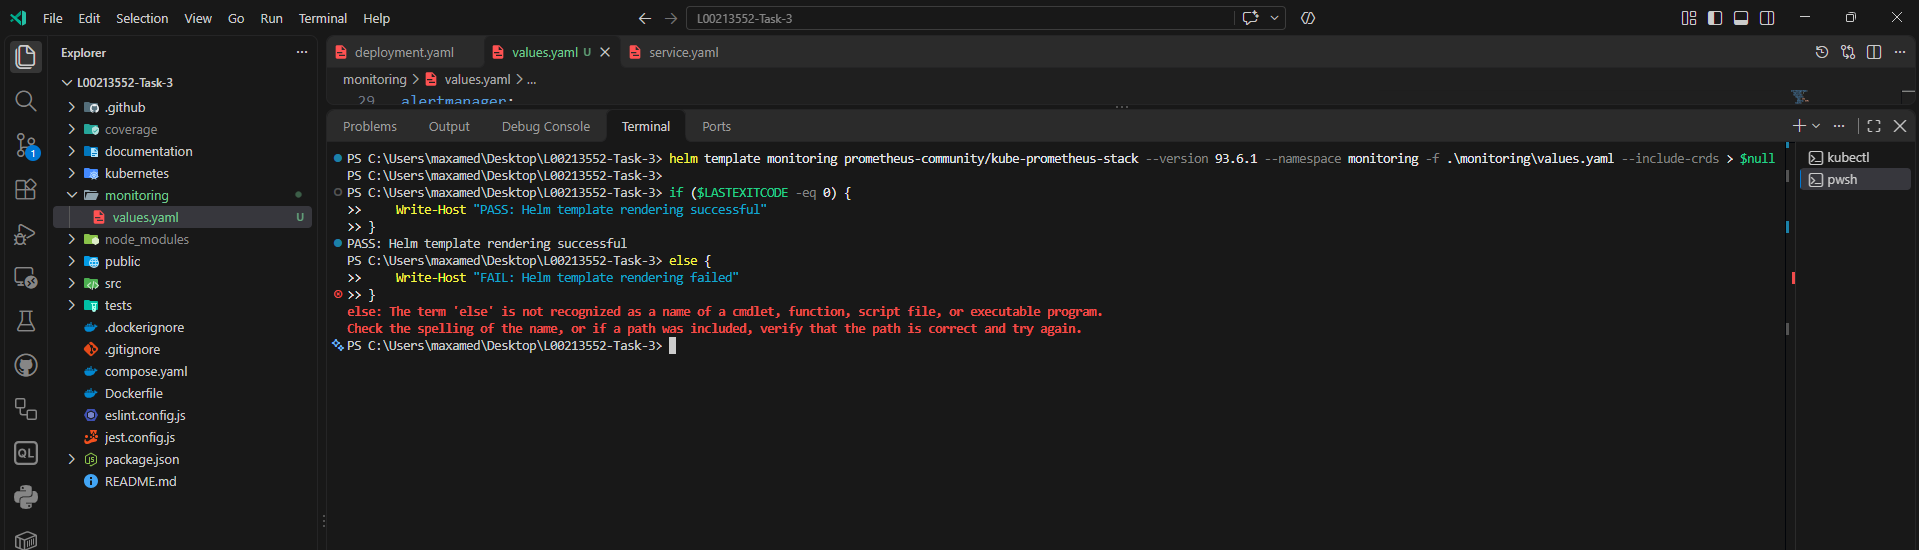 File Edit Selection View Go Run Terminal Help
L00213552-Task-3
Explorer
L00213552-Task-3
.github
coverage
documentation
kubernetes
monitoring
values.yaml U
node_modules
public
src
tests
.dockerignore
.gitignore
compose.yaml
Dockerfile
eslint.config.js
jest.config.js
package.json
README.md
1
QL
deployment.yaml
values.yaml U
service.yaml
monitoring > values.yaml > ...
29 alertmanager:
Problems Output Debug Console Terminal Ports
PS C:\Users\maxamed\Desktop\L00213552-Task-3> helm template monitoring prometheus-community/kube-prometheus-stack --version 93.6.1 --namespace monitoring -f .\monitoring\values.yaml --include-crds > $null
PS C:\Users\maxamed\Desktop\L00213552-Task-3>
PS C:\Users\maxamed\Desktop\L00213552-Task-3> if ($LASTEXITCODE -eq 0) {
>>     Write-Host "PASS: Helm template rendering successful"
>> }
PASS: Helm template rendering successful
PS C:\Users\maxamed\Desktop\L00213552-Task-3> else {
>>     Write-Host "FAIL: Helm template rendering failed"
>> }
else: The term 'else' is not recognized as a name of a cmdlet, function, script file, or executable program.
Check the spelling of the name, or if a path was included, verify that the path is correct and try again.
PS C:\Users\maxamed\Desktop\L00213552-Task-3>
kubectl
pwsh